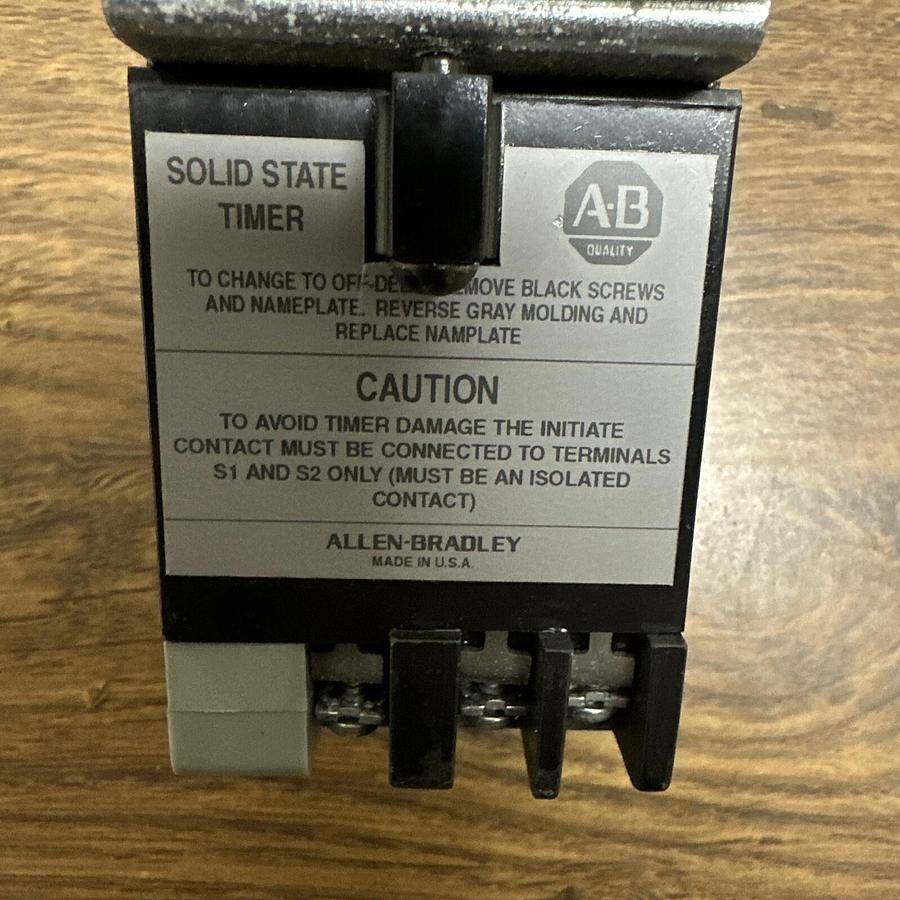 SOLID STATE
TIMER
A·B
QUALITY
TO CHANGE TO OFF-DEL EMOVE BLACK SCREWS
AND NAMEPLATE. REVERSE GRAY MOLDING AND
REPLACE NAMPLATE
CAUTION
TO AVOID TIMER DAMAGE THE INITIATE
CONTACT MUST BE CONNECTED TO TERMINALS
S1 AND S2 ONLY (MUST BE AN ISOLATED
CONTACT)
ALLEN-BRADLEY
MADE IN U.S.A.